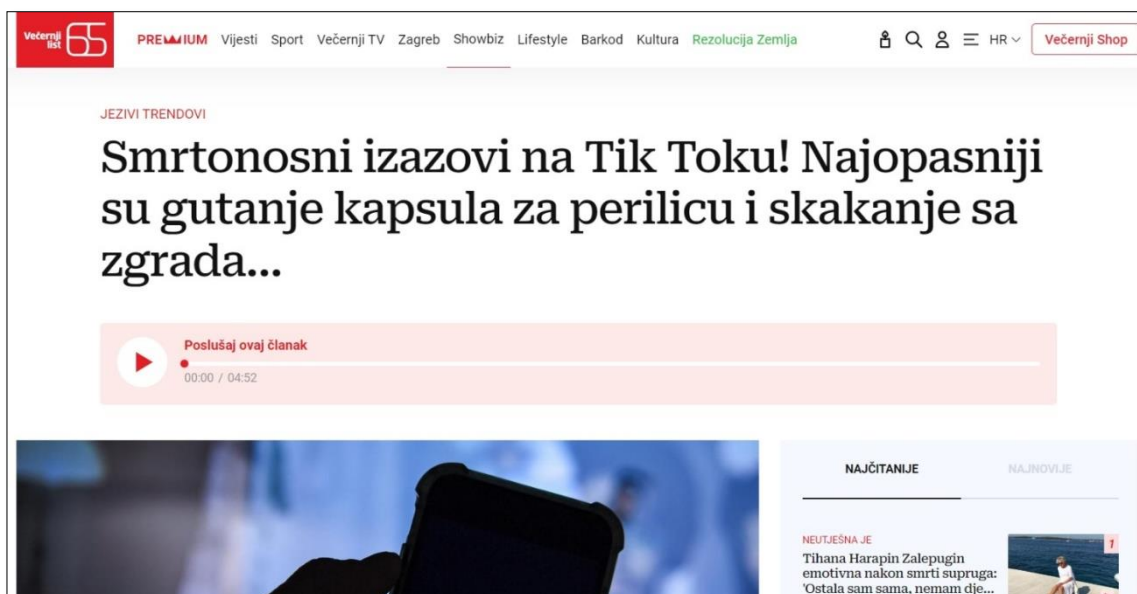 Večernji list 65
PREMIUM Vijesti Sport Večernji TV Zagreb Showbiz Lifestyle Barkod Kultura Rezolucija Zemlja HR Večernji Shop
JEZIVI TRENDOVI
Smrtonosni izazovi na Tik Toku! Najopasniji
su gutanje kapsula za perilicu i skakanje sa
zgrada...
Poslušaj ovaj članak
00:00 / 04:52
NAJČITANIJE NAJNOVIJE
NEUTJEŠNA JE
1
Tihana Harapin Zalepugin
emotivna nakon smrti supruga:
'Ostala sam sama, nemam dje...